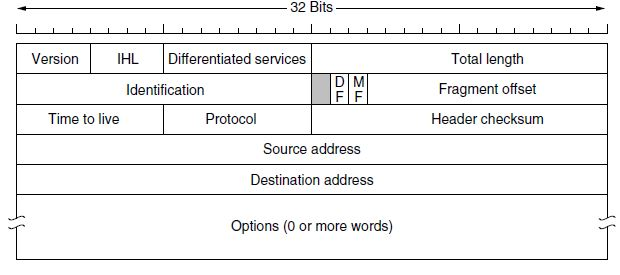 32 Bits
Version IHL Differentiated services Total length
Identification D F M F Fragment offset
Time to live Protocol Header checksum
Source address
Destination address
Options (0 or more words)